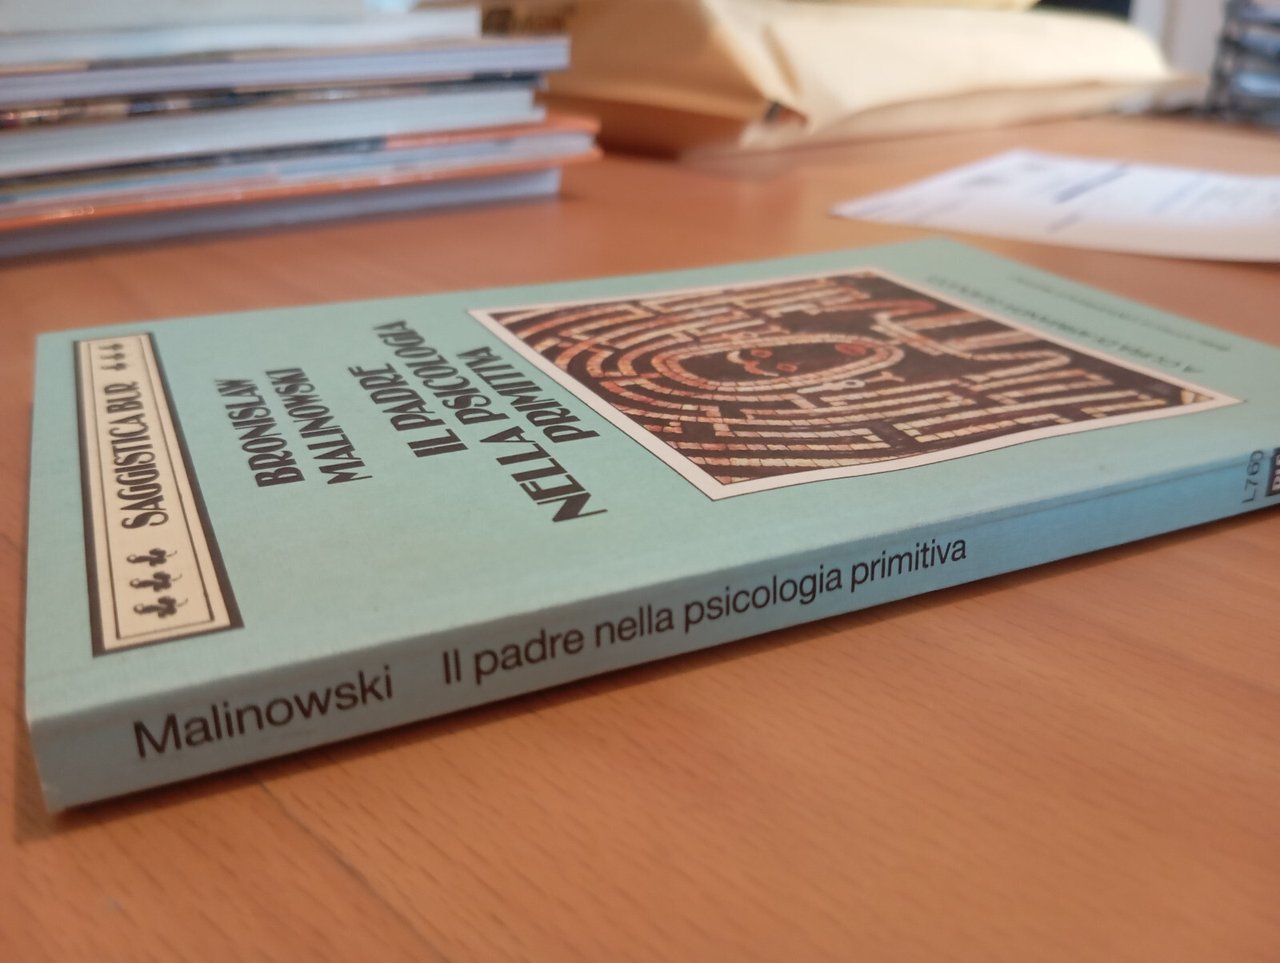 SAGGISTICA BUR
BRONISLAW
MALINOWSKI
IL PADRE
NELLA PSICOLOGIA
PRIMITIVA
Malinowski Il padre nella psicologia primitiva
L760